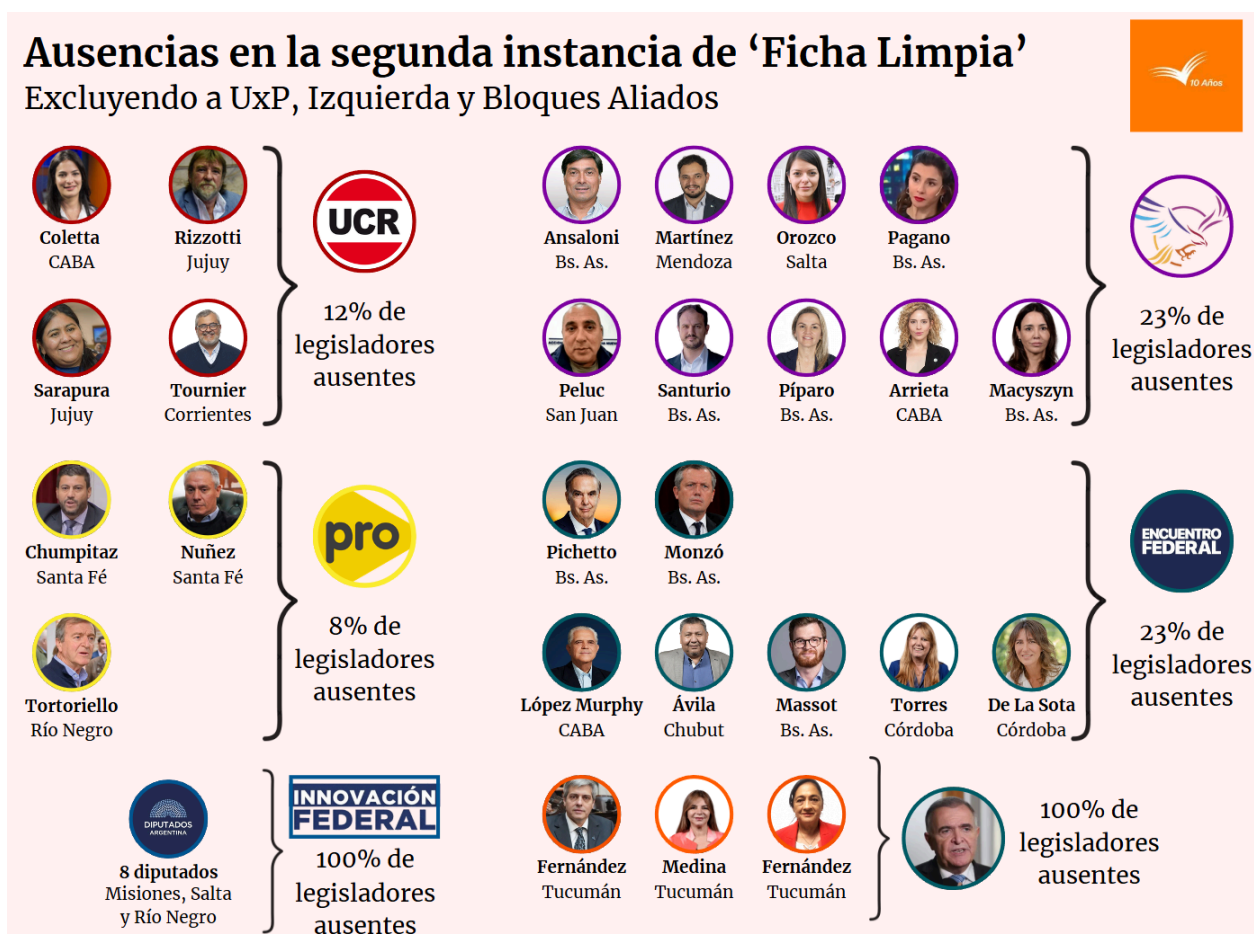 Ausencias en la segunda instancia de ‘Ficha Limpia’
Excluyendo a UxP, Izquierda y Bloques Aliados
10 Años
Coletta
CABA
Rizzotti
Jujuy
Sarapura
Jujuy
Tournier
Corrientes
UCR
12% de
legisladores
ausentes
Ansaloni
Bs. As.
Martínez
Mendoza
Orozco
Salta
Pagano
Bs. As.
Peluc
San Juan
Santurio
Bs. As.
Píparo
Bs. As.
Arrieta
CABA
Macyszyn
Bs. As.
23% de
legisladores
ausentes
Chumpitaz
Santa Fé
Nuñez
Santa Fé
Tortoriello
Río Negro
pro
8% de
legisladores
ausentes
Pichetto
Bs. As.
Monzó
Bs. As.
López Murphy
CABA
Ávila
Chubut
Massot
Bs. As.
Torres
Córdoba
De La Sota
Córdoba
ENCUENTRO
FEDERAL
23% de
legisladores
ausentes
DIPUTADOS
ARGENTINA
8 diputados
Misiones, Salta
y Río Negro
INNOVACIÓN
FEDERAL
100% de
legisladores
ausentes
Fernández
Tucumán
Medina
Tucumán
Fernández
Tucumán
100% de
legisladores
ausentes